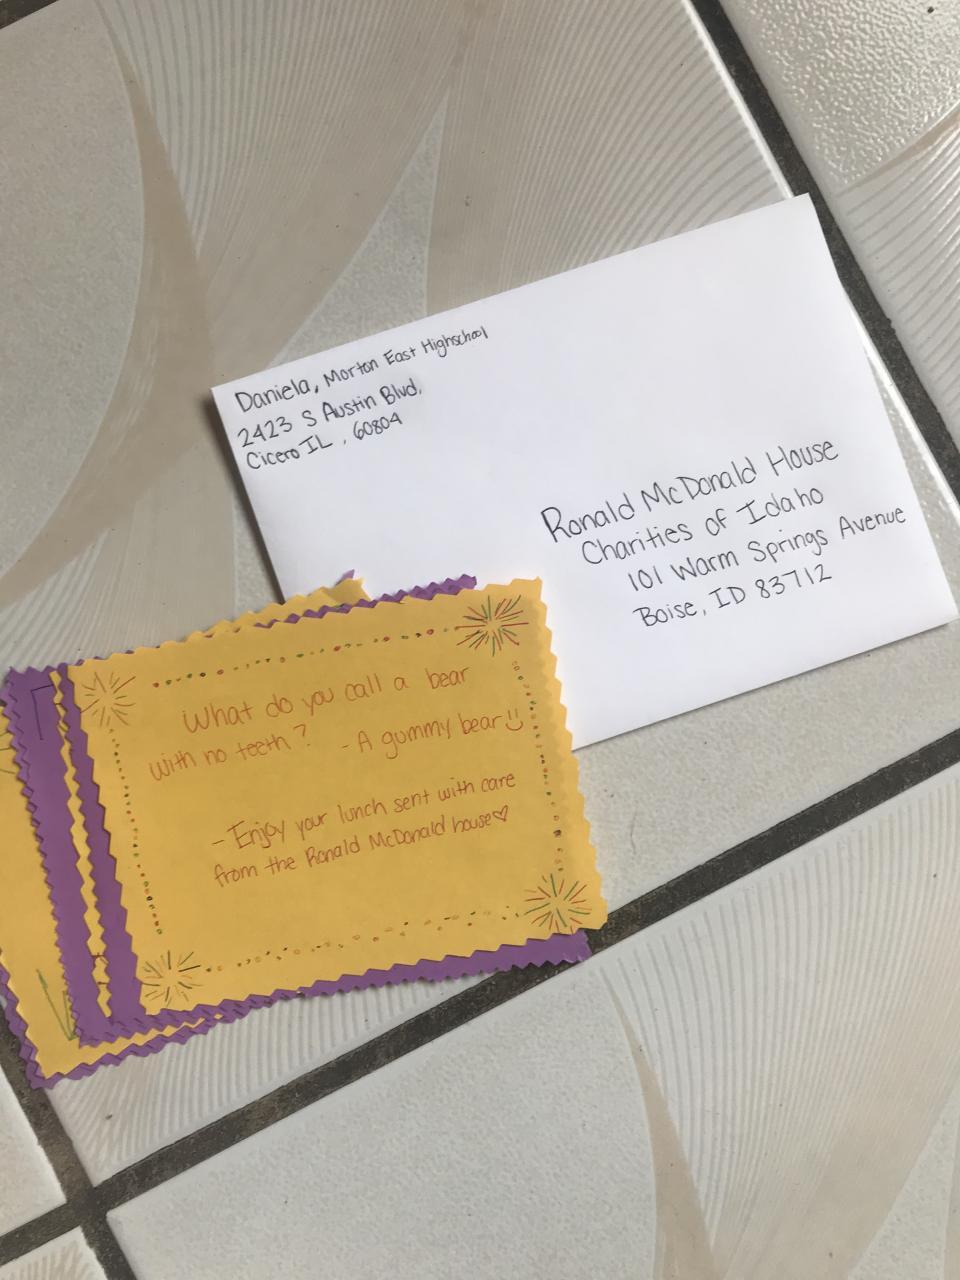 Daniela, Morton East Highschool
2423 S Austin Blvd,
Cicero IL , 60804
Ronald McDonald House
Charities of Idaho
101 Warm Springs Avenue
Boise, ID 83712
What do you call a bear
with no teeth?
- A gummy bear
- Enjoy your lunch sent with care
from the Ronald McDonald house♡